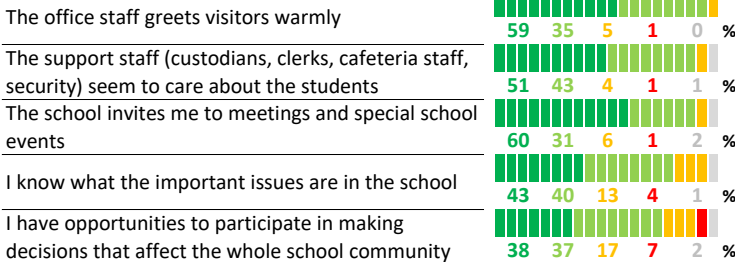 The office staff greets visitors warmly
59 35 5 1 0 %
The support staff (custodians, clerks, cafeteria staff,
security) seem to care about the students
51 43 4 1 1 %
The school invites me to meetings and special school
events
60 31 6 1 2 %
I know what the important issues are in the school
43 40 13 4 1 %
I have opportunities to participate in making
decisions that affect the whole school community
38 37 17 7 2 %